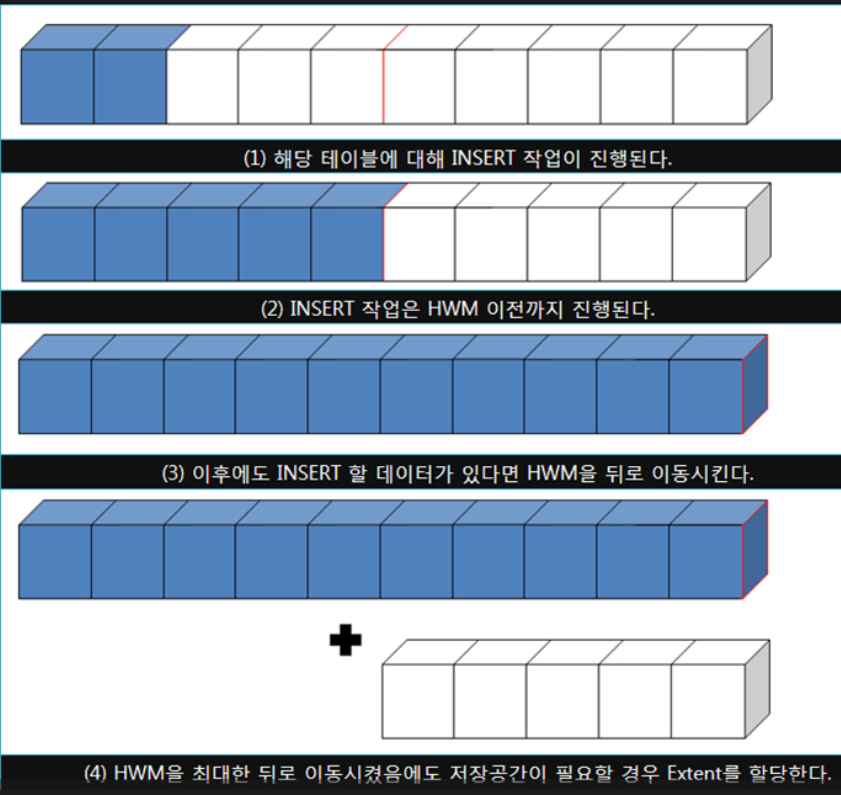 (1) 해당 테이블에 대해 INSERT 작업이 진행된다.
(2) INSERT 작업은 HWM 이전까지 진행된다.
(3) 이후에도 INSERT 할 데이터가 있다면 HWM을 뒤로 이동시킨다.
(4) HWM을 최대한 뒤로 이동시켰음에도 저장공간이 필요할 경우 Extent를 할당한다.